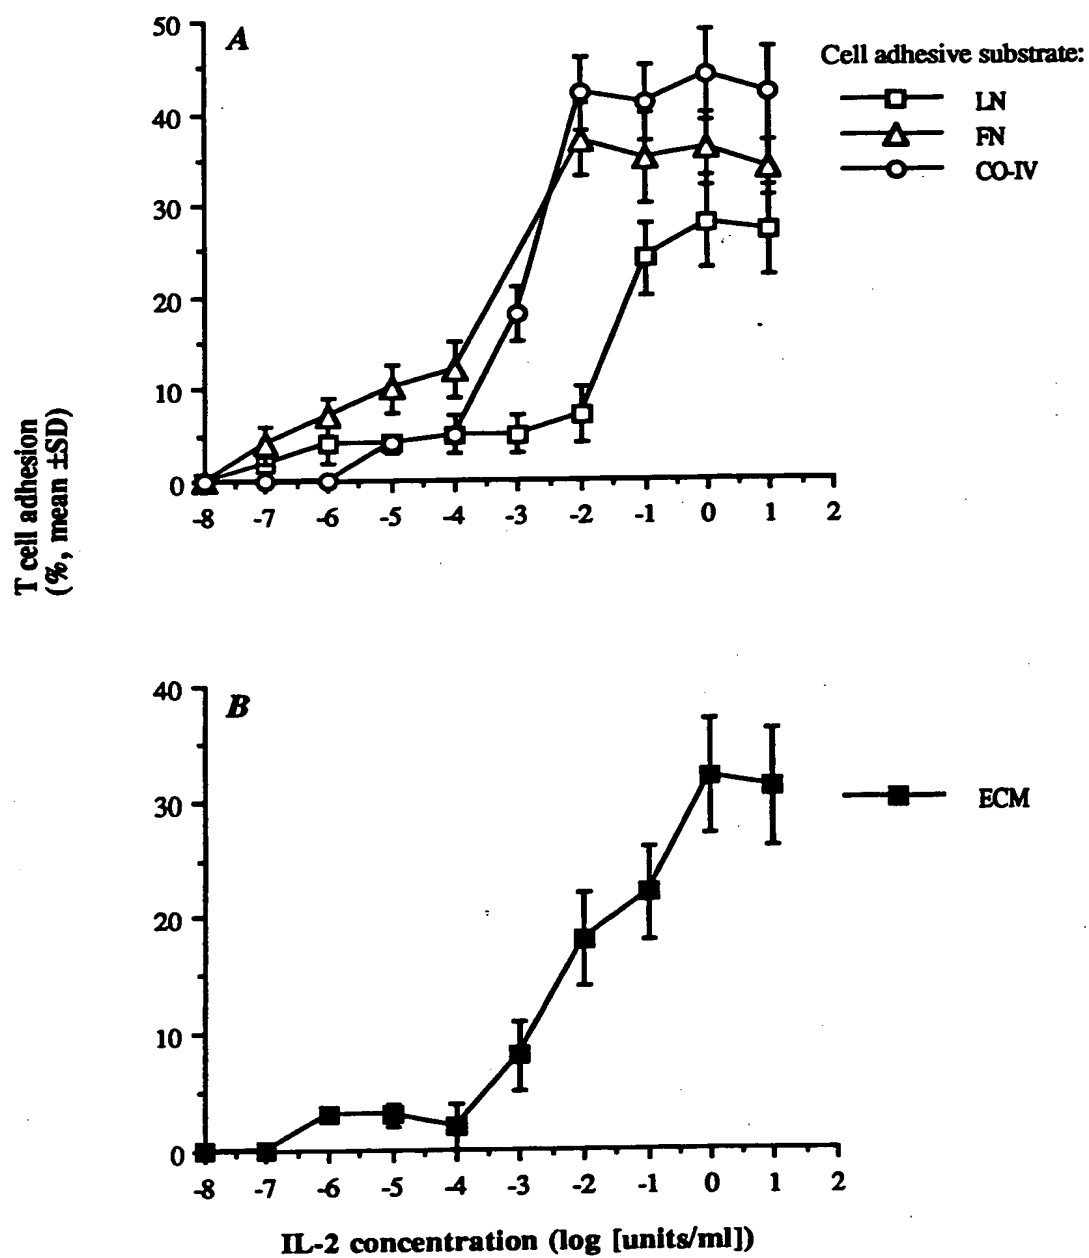 A
Cell adhesive substrate:
LN
FN
CO-IV
50
40
30
20
10
0
-8 -7 -6 -5 -4 -3 -2 -1 0 1 2
T cell adhesion
(%, mean ±SD)
B
ECM
40
30
20
10
0
-8 -7 -6 -5 -4 -3 -2 -1 0 1 2
IL-2 concentration (log [units/ml])